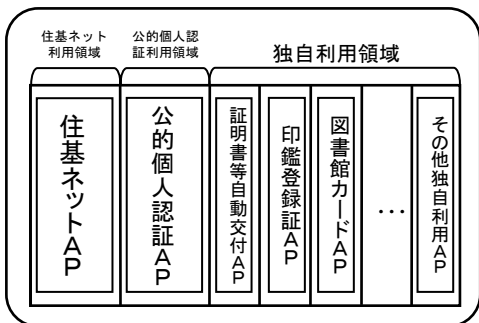 住基ネット
利用領域
公的個人認
証利用領域
独自利用領域
住基ネットAP
公的個人認証AP
証明書等自動交付AP
印鑑登録証AP
図書館カードAP
…
その他独自利用AP